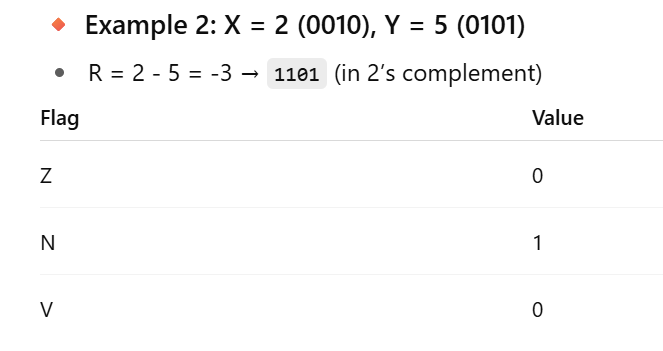 Example 2: X = 2 (0010), Y = 5 (0101)
R = 2 - 5 = -3 → 1101 (in 2’s complement)
Flag Value
Z 0
N 1
V 0